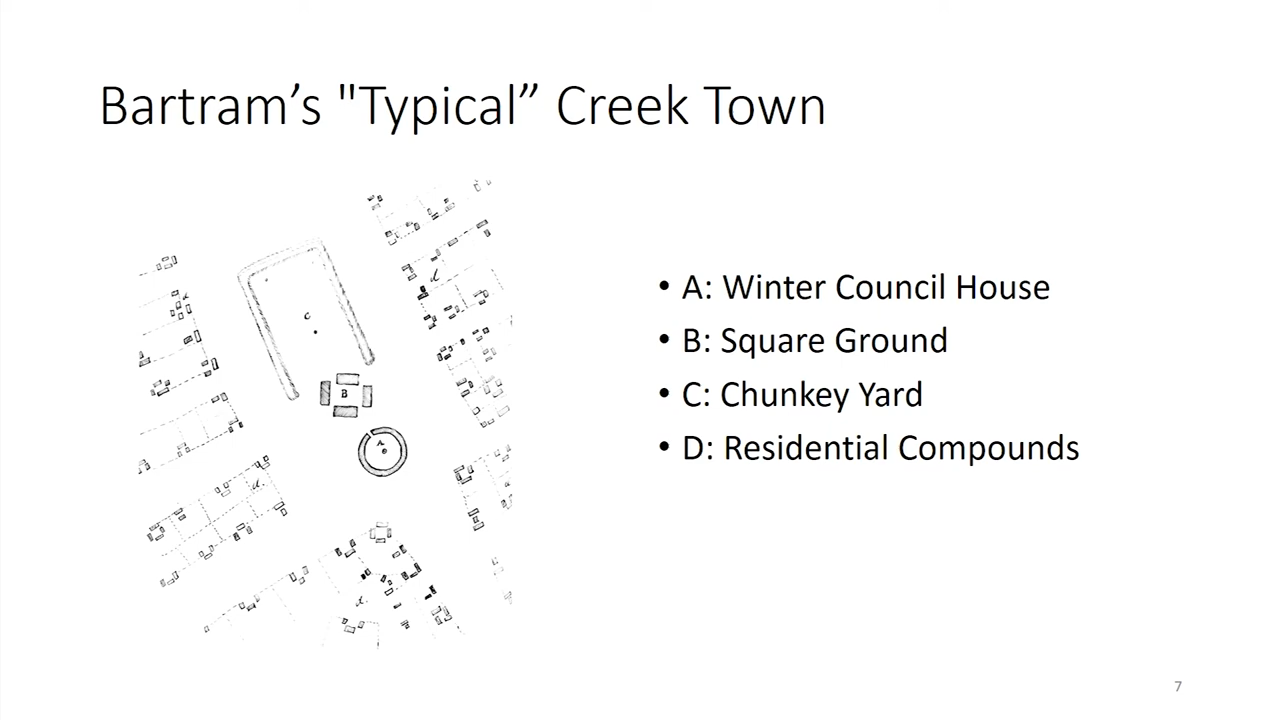 Bartram’s "Typical” Creek Town
C
d
d
B
A
d
d
• A: Winter Council House
• B: Square Ground
• C: Chunkey Yard
• D: Residential Compounds
7